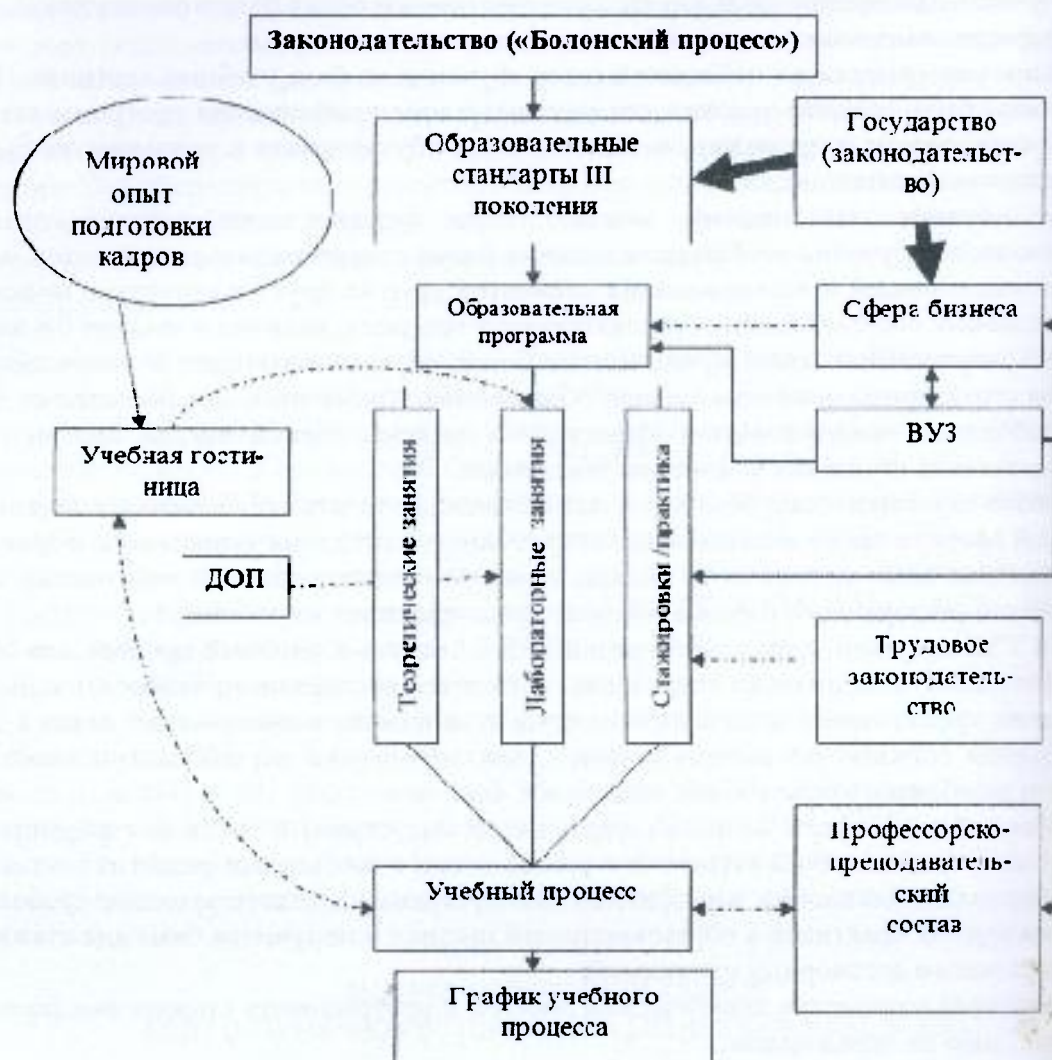 Законодательство («Болонский процесс»)
Мировой
опыт
подготовки
кадров
Образовательные
стандарты III
поколения
Государство
(законодательст-
во)
Образовательная
программа
Сфера бизнеса
ВУЗ
Учебная гости-
ница
ДОП
Теоретические занятия
Лабораторные занятия
Стажировки /практика
Трудовое
законодатель-
ство
Профессорско-
преподаватель-
ский
состав
Учебный процесс
График учебного
процесса